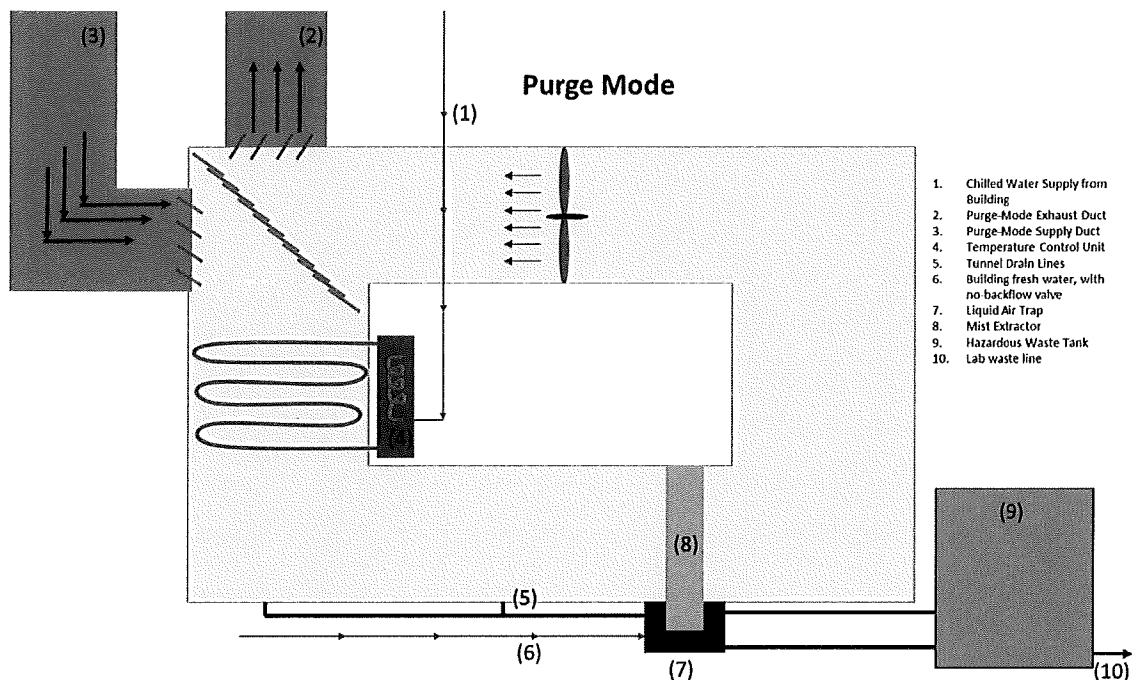 (3)
(2)
Purge Mode
(1)
1. Chilled Water Supply from
Building
2. Purge-Mode Exhaust Duct
3. Purge-Mode Supply Duct
4. Temperature Control Unit
5. Tunnel Drain Lines
6. Building fresh water, with
no-backflow valve
7. Liquid Air Trap
8. Mist Extractor
9. Hazardous Waste Tank
10. Lab waste line
(4)
(9)
(8)
(5)
(6)
(7)
(10)